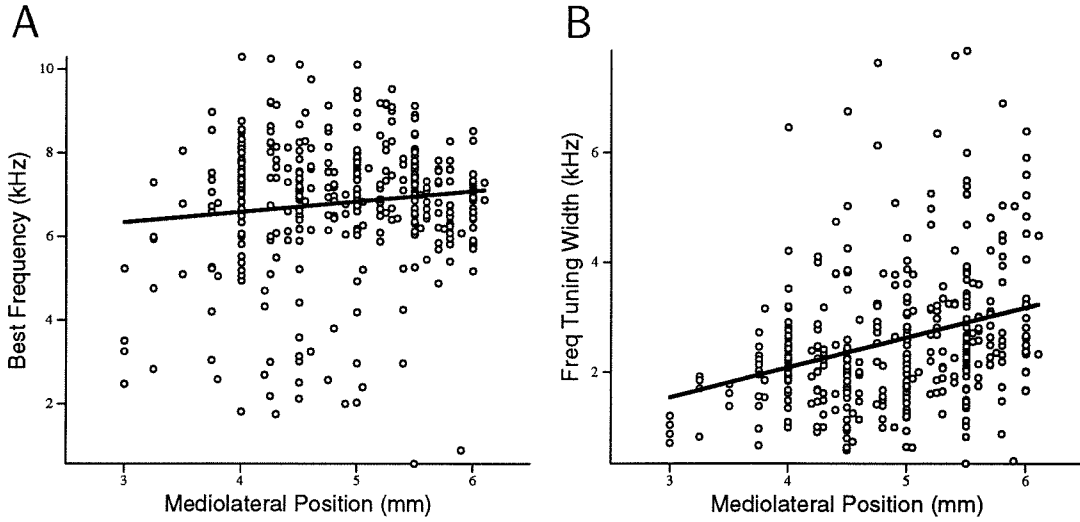 A
B
Best Frequency (kHz)
10
8
6
4
2
3 4 5 6
Mediolateral Position (mm)
Freq Tuning Width (kHz)
6
4
2
3 4 5 6
Mediolateral Position (mm)